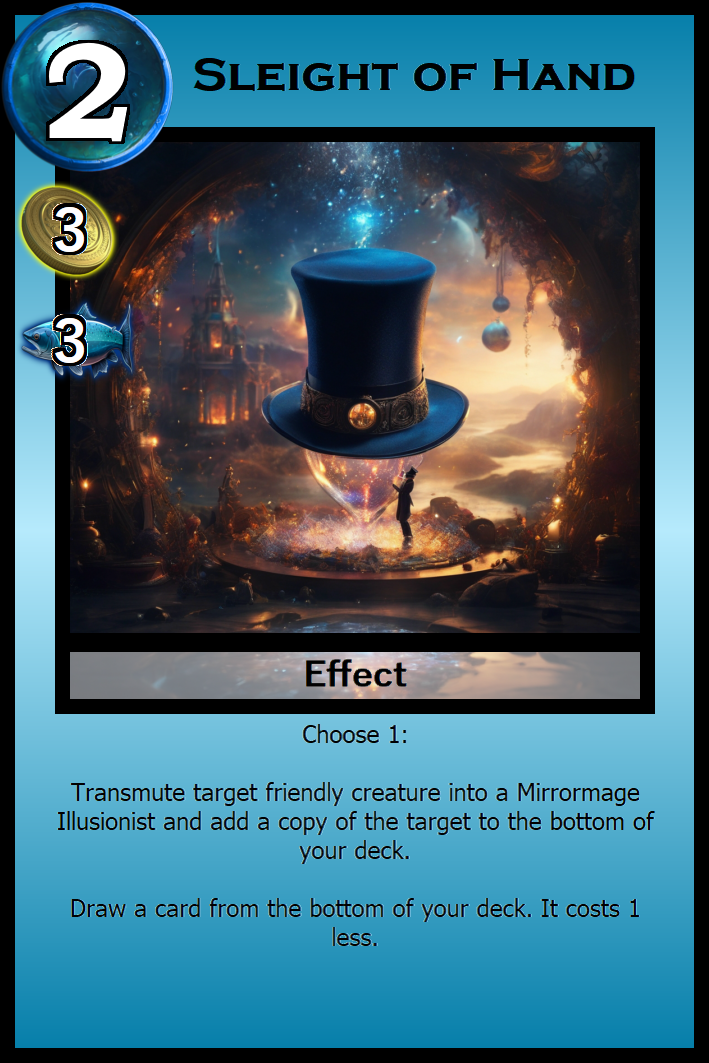 2
Sleight of Hand
3
3
Effect
Choose 1:
Transmute target friendly creature into a Mirrormage
Illusionist and add a copy of the target to the bottom of
your deck.
Draw a card from the bottom of your deck. It costs 1
less.